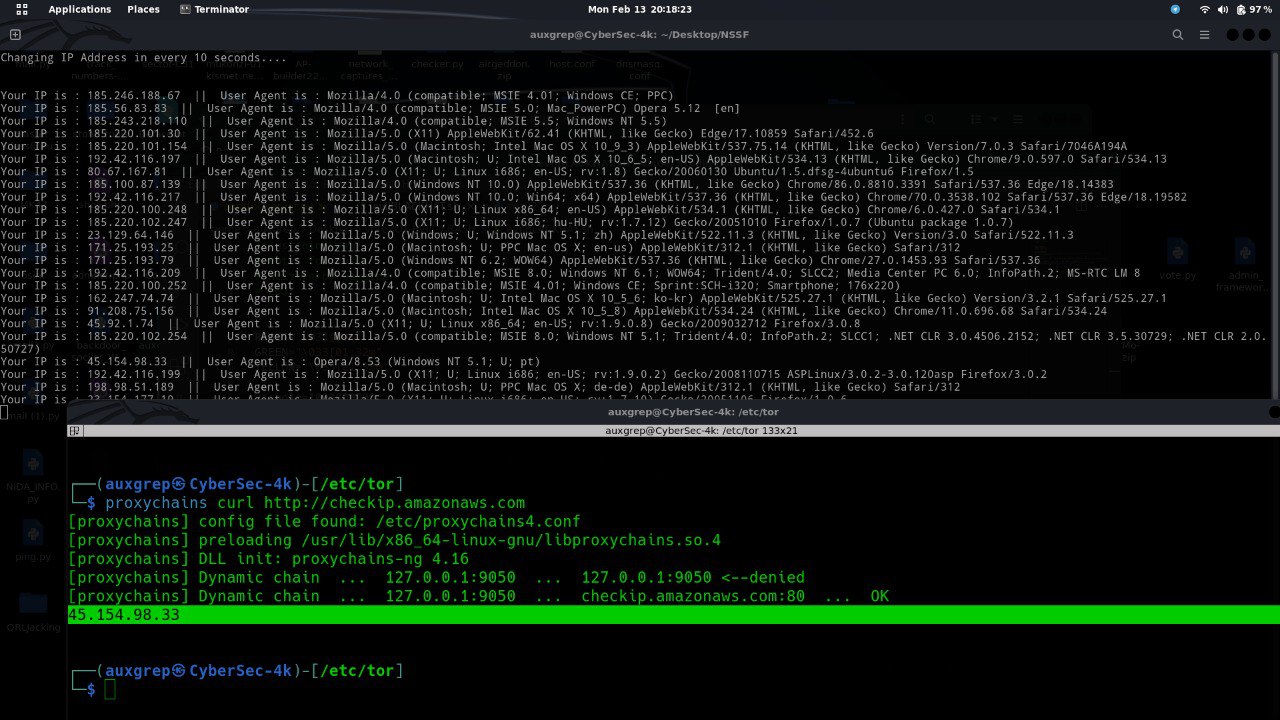 Applications Places Terminator Mon Feb 13 20:18:23 97%
auxgrep@CyberSec-4k: ~/Desktop/NSSF
Changing IP Address in every 10 seconds....
Your IP is : 185.246.188.67 || User Agent is : Mozilla/4.0 (compatible; MSIE 4.01; Windows CE; PPC)
Your IP is : 185.56.83.83 || User Agent is : Mozilla/4.0 (compatible; MSIE 5.0; Mac_PowerPC) Opera 5.12 [en]
Your IP is : 185.243.218.110 || User Agent is : Mozilla/4.0 (compatible; MSIE 5.5; Windows NT 5.5)
Your IP is : 185.220.101.30 || User Agent is : Mozilla/5.0 (X11) AppleWebKit/62.41 (KHTML, like Gecko) Edge/17.10859 Safari/452.6
Your IP is : 185.220.101.154 || User Agent is : Mozilla/5.0 (Macintosh; Intel Mac OS X 10_9_3) AppleWebKit/537.75.14 (KHTML, like Gecko) Version/7.0.3 Safari/7046A194A
Your IP is : 192.42.116.197 || User Agent is : Mozilla/5.0 (Macintosh; U; Intel Mac OS X 10_6_5; en-US) AppleWebKit/534.13 (KHTML, like Gecko) Chrome/9.0.597.0 Safari/534.13
Your IP is : 80.67.167.81 || User Agent is : Mozilla/5.0 (X11; U; Linux i686; en-US; rv:1.8) Gecko/20060130 Ubuntu/1.5.dfsg-4ubuntu6 Firefox/1.5
Your IP is : 185.100.87.139 || User Agent is : Mozilla/5.0 (Windows NT 10.0) AppleWebKit/537.36 (KHTML, like Gecko) Chrome/86.0.8810.3391 Safari/537.36 Edge/18.14383
Your IP is : 192.42.116.217 || User Agent is : Mozilla/5.0 (Windows NT 10.0; Win64; x64) AppleWebKit/537.36 (KHTML, like Gecko) Chrome/70.0.3538.102 Safari/537.36 Edge/18.19582
Your IP is : 185.220.100.248 || User Agent is : Mozilla/5.0 (X11; U; Linux x86_64; en-US) AppleWebKit/534.1 (KHTML, like Gecko) Chrome/6.0.427.0 Safari/534.1
Your IP is : 185.220.102.247 || User Agent is : Mozilla/5.0 (X11; U; Linux i686; hu-HU; rv:1.7.12) Gecko/20051010 Firefox/1.0.7 (Ubuntu package 1.0.7)
Your IP is : 23.129.64.146 || User Agent is : Mozilla/5.0 (Windows; U; Windows NT 5.1; zh) AppleWebKit/522.11.3 (KHTML, like Gecko) Version/3.0 Safari/522.11.3
Your IP is : 171.25.193.25 || User Agent is : Mozilla/5.0 (Macintosh; U; PPC Mac OS X; en-us) AppleWebKit/312.1 (KHTML, like Gecko) Safari/312
Your IP is : 171.25.193.79 || User Agent is : Mozilla/5.0 (Windows NT 6.2; WOW64) AppleWebKit/537.36 (KHTML, like Gecko) Chrome/27.0.1453.93 Safari/537.36
Your IP is : 192.42.116.209 || User Agent is : Mozilla/4.0 (compatible; MSIE 8.0; Windows NT 6.1; WOW64; Trident/4.0; SLCC2; Media Center PC 6.0; InfoPath.2; MS-RTC LM 8
Your IP is : 185.220.100.252 || User Agent is : Mozilla/4.0 (compatible; MSIE 4.01; Windows CE; Sprint:SCH-i320; Smartphone; 176x220)
Your IP is : 162.247.74.74 || User Agent is : Mozilla/5.0 (Macintosh; U; Intel Mac OS X 10_5_6; ko-kr) AppleWebKit/525.27.1 (KHTML, like Gecko) Version/3.2.1 Safari/525.27.1
Your IP is : 91.208.75.156 || User Agent is : Mozilla/5.0 (Macintosh; Intel Mac OS X 10_5_8) AppleWebKit/534.24 (KHTML, like Gecko) Chrome/11.0.696.68 Safari/534.24
Your IP is : 45.92.1.74 || User Agent is : Mozilla/5.0 (X11; U; Linux x86_64; en-US; rv:1.9.0.8) Gecko/2009032712 Firefox/3.0.8
Your IP is : 185.220.102.254 || User Agent is : Mozilla/5.0 (compatible; MSIE 8.0; Windows NT 5.1; Trident/4.0; InfoPath.2; SLCC1; .NET CLR 3.0.4506.2152; .NET CLR 3.5.30729; .NET CLR 2.0.
50727)
Your IP is : 45.154.98.33 || User Agent is : Opera/8.53 (Windows NT 5.1; U; pt)
Your IP is : 192.42.116.199 || User Agent is : Mozilla/5.0 (X11; U; Linux i686; en-US; rv:1.9.0.2) Gecko/2008110715 ASPLinux/3.0.2-3.0.120asp Firefox/3.0.2
Your IP is : 198.98.51.189 || User Agent is : Mozilla/5.0 (Macintosh; U; PPC Mac OS X; de-de) AppleWebKit/312.1 (KHTML, like Gecko) Safari/312
auxgrep@CyberSec-4k: /etc/tor
auxgrep@CyberSec-4k: /etc/tor 133x21
┌──(auxgrep㉿CyberSec-4k)-[/etc/tor]
└─$ proxychains curl http://checkip.amazonaws.com
[proxychains] config file found: /etc/proxychains4.conf
[proxychains] preloading /usr/lib/x86_64-linux-gnu/libproxychains.so.4
[proxychains] DLL init: proxychains-ng 4.16
[proxychains] Dynamic chain ... 127.0.0.1:9050 ... 127.0.0.1:9050 <--denied
[proxychains] Dynamic chain ... 127.0.0.1:9050 ... checkip.amazonaws.com:80 ... OK
45.154.98.33
┌──(auxgrep㉿CyberSec-4k)-[/etc/tor]
└─$